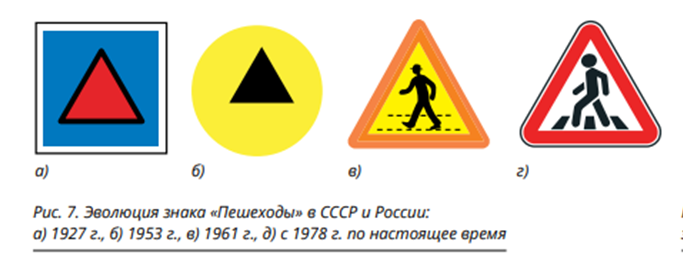 а) б) в) г)
Рис. 7. Эволюция знака «Пешеходы» в СССР и России:
а) 1927 г., б) 1953 г., в) 1961 г., д) с 1978 г. по настоящее время